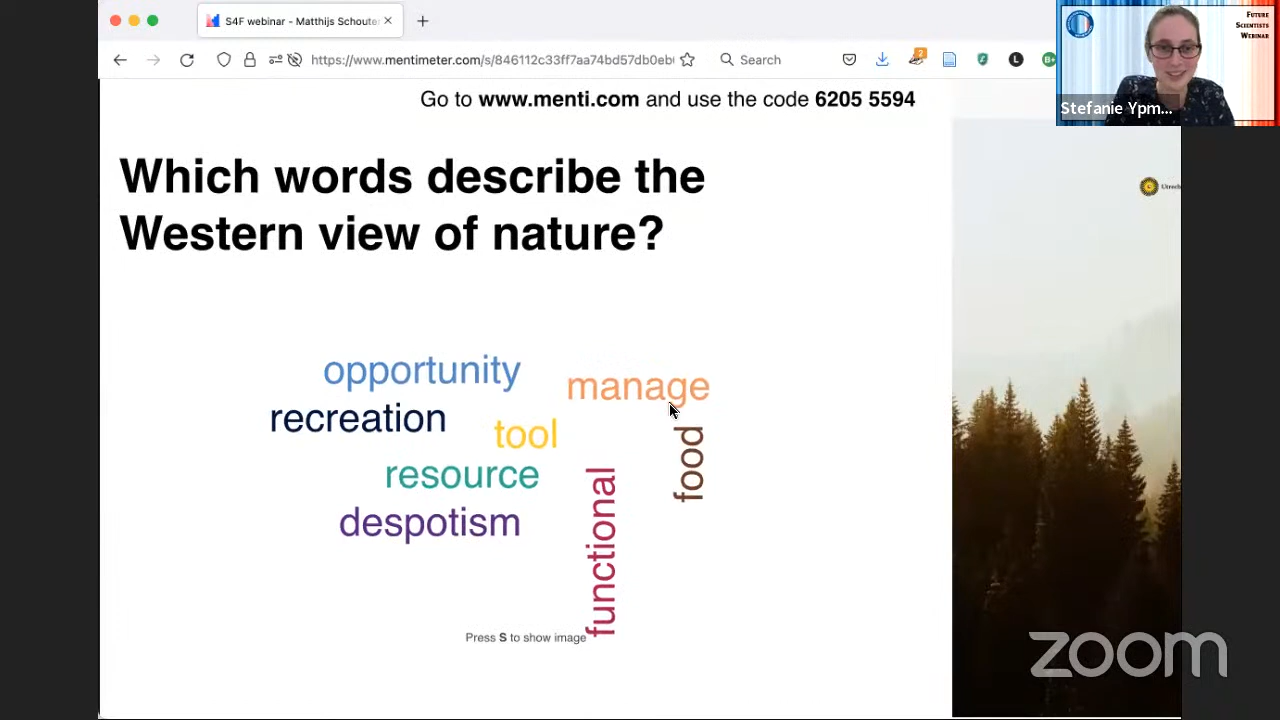 S4F webinar - Matthijs Schoute
https://www.mentimeter.com/s/846112c33ff7aa74bd57db0eb
Search
2
L
B+
Future
Scientists
Webinar
Stefanie Ypm...
Go to www.menti.com and use the code 6205 5594
Which words describe the
Western view of nature?
opportunity
manage
recreation
tool
food
resource
functional
despotism
Press S to show image
zoom